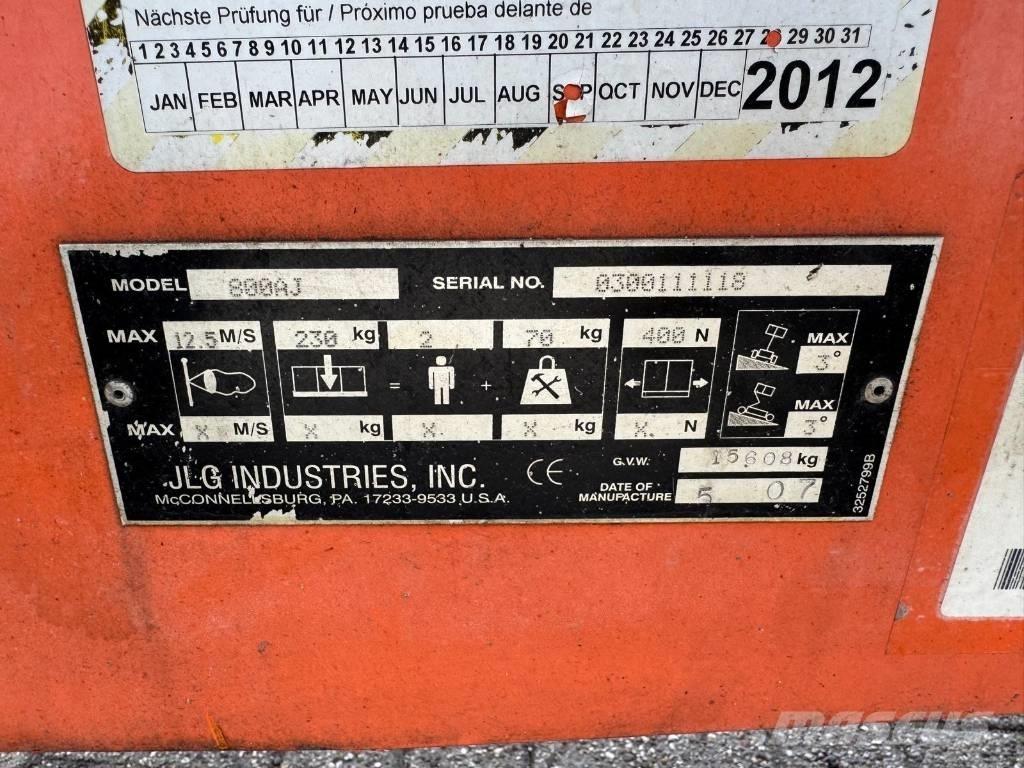 Nächste Prüfung für / Próximo prueba delante de
1 2 3 4 5 6 7 8 9 10 11 12 13 14 15 16 17 18 19 20 21 22 23 24 25 26 27 28 29 30 31
JAN FEB MAR APR MAY JUN JUL AUG SEP OCT NOV DEC 2012
MODEL 800AJ SERIAL NO. 0300111118
MAX 12.5 M/S 230 kg 2 70 kg 400 N
MAX 3°
= +
MAX 3°
MAX X M/S X kg X X kg X N
JLG INDUSTRIES, INC. CE G.V.W. 15608 kg
McCONNELLSBURG, PA. 17233-9533 U.S.A. DATE OF MANUFACTURE 5 07
3252799B
Mascus